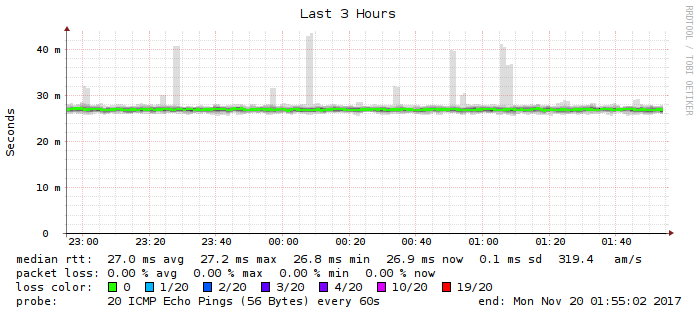 Last 3 Hours
RRDTOOL / TOBI OETIKER
Seconds
40 m
30 m
20 m
10 m
0
23:00 23:20 23:40 00:00 00:20 00:40 01:00 01:20 01:40
median rtt: 27.0 ms avg 27.2 ms max 26.8 ms min 26.9 ms now 0.1 ms sd 319.4 am/s
packet loss: 0.00 % avg 0.00 % max 0.00 % min 0.00 % now
loss color: 0 1/20 2/20 3/20 4/20 10/20 19/20
probe: 20 ICMP Echo Pings (56 Bytes) every 60s end: Mon Nov 20 01:55:02 2017